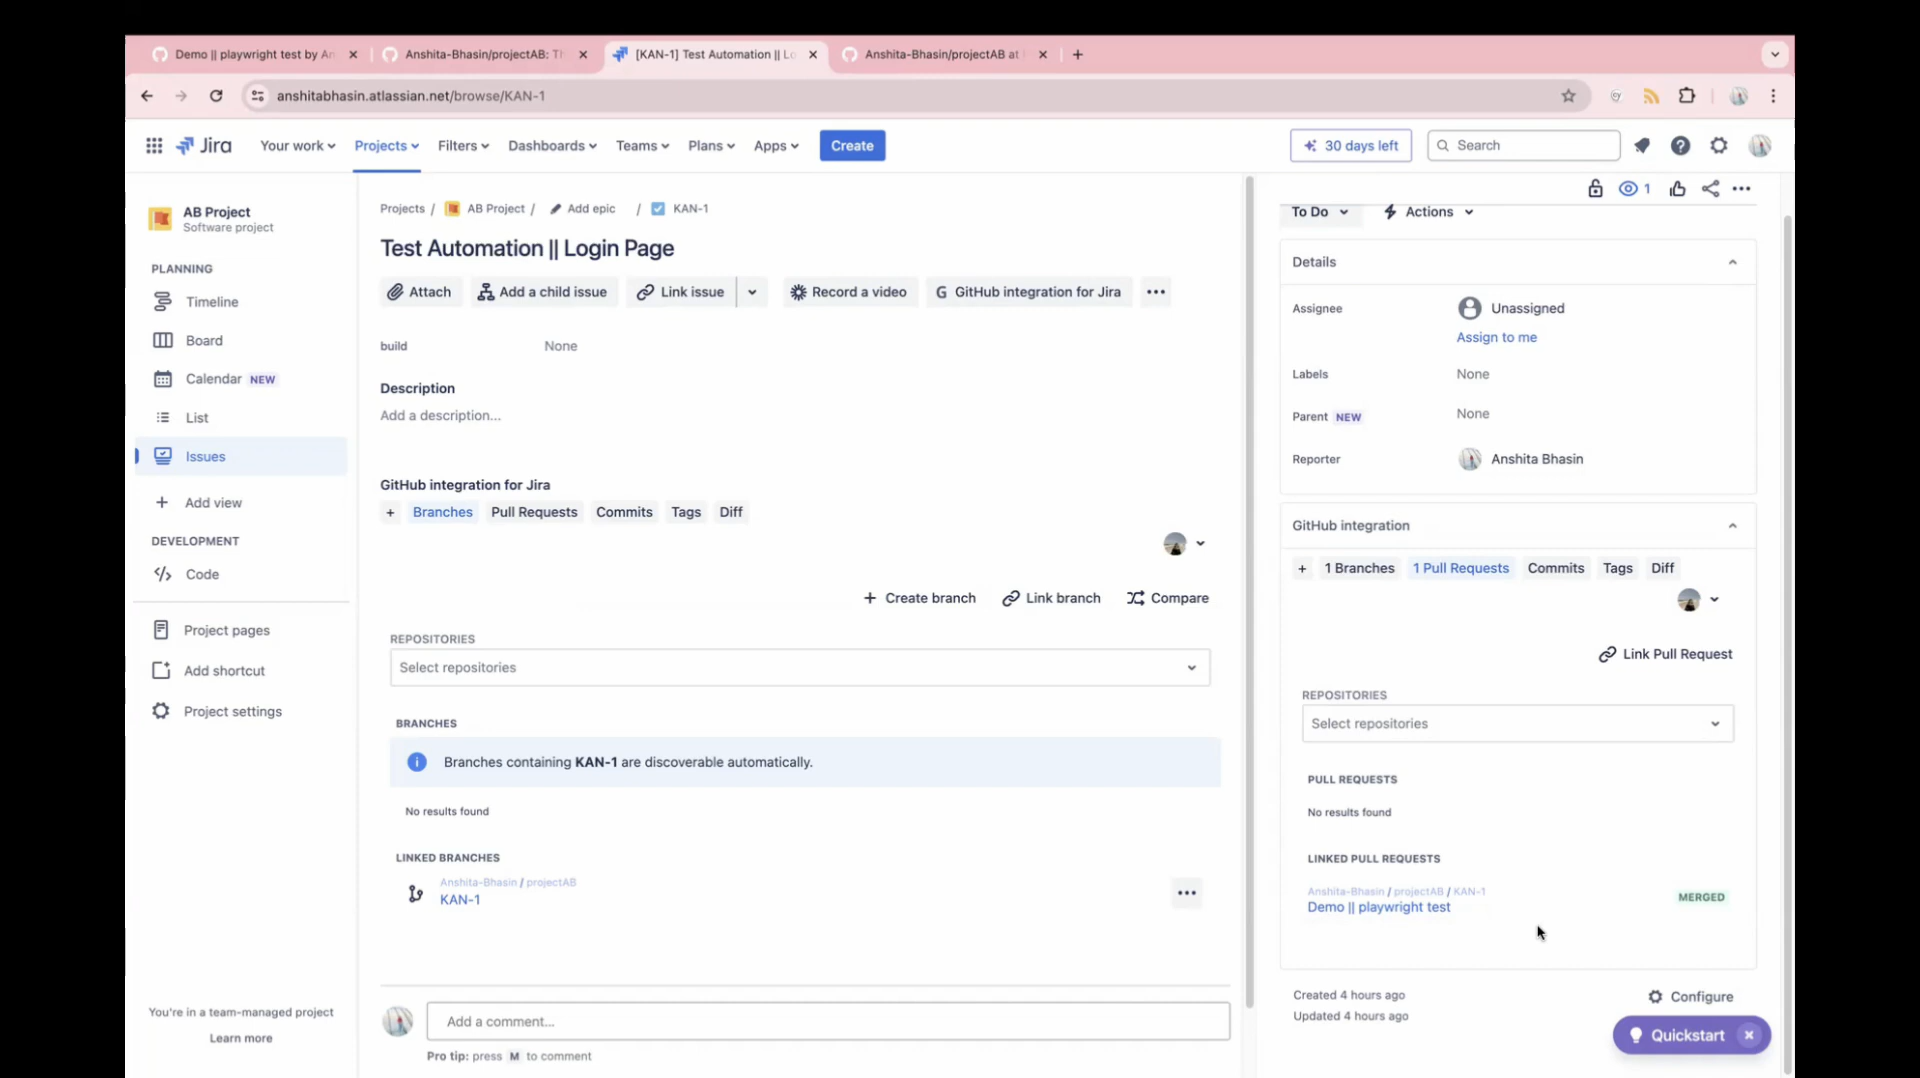 Demo || playwright test by An
Anshita-Bhasin/projectAB: Th
[KAN-1] Test Automation || Lo
Anshita-Bhasin/projectAB at
anshitabhasin.atlassian.net/browse/KAN-1
Jira
Your work
Projects
Filters
Dashboards
Teams
Plans
Apps
Create
30 days left
Search
AB Project
Software project
PLANNING
Timeline
Board
Calendar NEW
List
Issues
Add view
DEVELOPMENT
Code
Project pages
Add shortcut
Project settings
You're in a team-managed project
Learn more
Projects / AB Project / Add epic / KAN-1
Test Automation || Login Page
Attach
Add a child issue
Link issue
Record a video
G GitHub integration for Jira
build None
Description
Add a description...
GitHub integration for Jira
+ Branches Pull Requests Commits Tags Diff
+ Create branch
Link branch
Compare
REPOSITORIES
Select repositories
BRANCHES
Branches containing KAN-1 are discoverable automatically.
No results found
LINKED BRANCHES
Anshita-Bhasin / projectAB
KAN-1
Add a comment...
Pro tip: press M to comment
1
To Do
Actions
Details
Assignee
Unassigned
Assign to me
Labels None
Parent NEW None
Reporter Anshita Bhasin
GitHub integration
+ 1 Branches 1 Pull Requests Commits Tags Diff
Link Pull Request
REPOSITORIES
Select repositories
PULL REQUESTS
No results found
LINKED PULL REQUESTS
Anshita-Bhasin / projectAB / KAN-1
Demo || playwright test
MERGED
Created 4 hours ago
Configure
Updated 4 hours ago
Quickstart